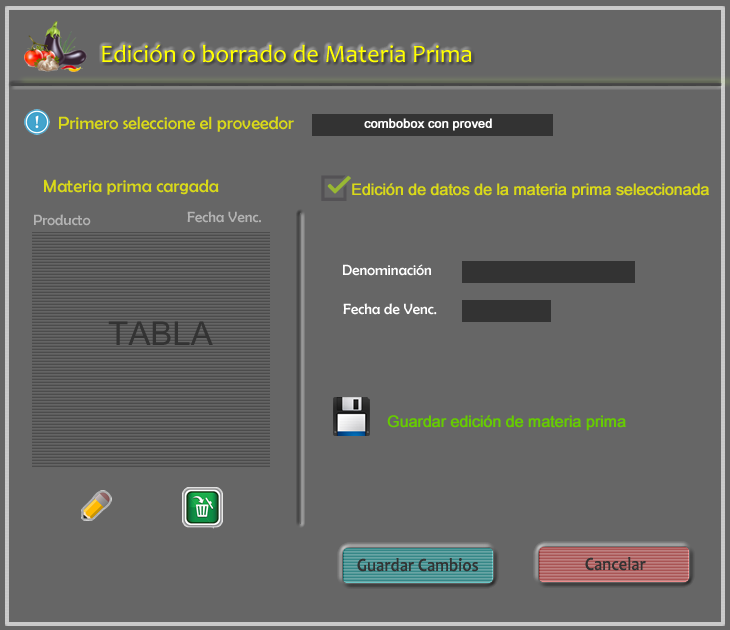 Edición o borrado de Materia Prima
! Primero seleccione el proveedor
combobox con proved
Materia prima cargada
Edición de datos de la materia prima seleccionada
Producto
Fecha Venc.
TABLA
Denominación
Fecha de Venc.
Guardar edición de materia prima
Guardar Cambios
Cancelar